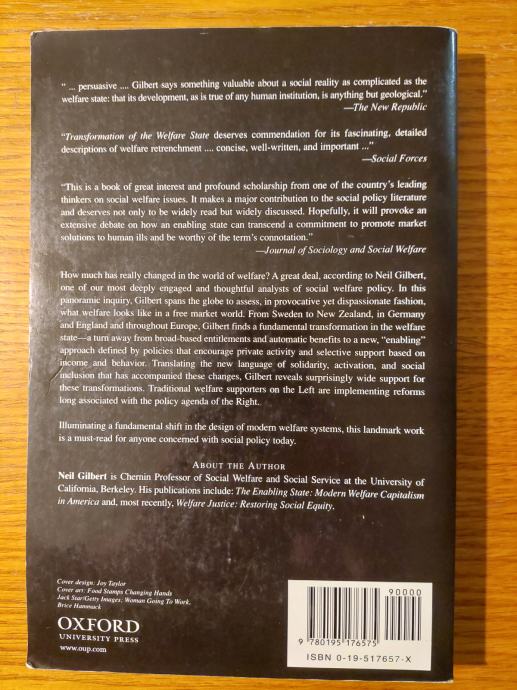 " ... persuasive .... Gilbert says something valuable about a social reality as complicated as the
welfare state: that its development, as is true of any human institution, is anything but geological."
—The New Republic
"Transformation of the Welfare State deserves commendation for its fascinating, detailed
descriptions of welfare retrenchment .... concise, well-written, and important ..."
—Social Forces
"This is a book of great interest and profound scholarship from one of the country's leading
thinkers on social welfare issues. It makes a major contribution to the social policy literature
and deserves not only to be widely read but widely discussed. Hopefully, it will provoke an
extensive debate on how an enabling state can transcend a commitment to promote market
solutions to human ills and be worthy of the term's connotation."
—Journal of Sociology and Social Welfare
How much has really changed in the world of welfare? A great deal, according to Neil Gilbert,
one of our most deeply engaged and thoughtful analysts of social welfare policy. In this
panoramic inquiry, Gilbert spans the globe to assess, in provocative yet dispassionate fashion,
what welfare looks like in a free market world. From Sweden to New Zealand, in Germany
and England and throughout Europe, Gilbert finds a fundamental transformation in the welfare
state—a turn away from broad-based entitlements and automatic benefits to a new, "enabling"
approach defined by policies that encourage private activity and selective support based on
income and behavior. Translating the new language of solidarity, activation, and social
inclusion that has accompanied these changes, Gilbert reveals surprisingly wide support for
these transformations. Traditional welfare supporters on the Left are implementing reforms
long associated with the policy agenda of the Right.
Illuminating a fundamental shift in the design of modern welfare systems, this landmark work
is a must-read for anyone concerned with social policy today.
ABOUT THE AUTHOR
Neil Gilbert is Chernin Professor of Social Welfare and Social Service at the University of
California, Berkeley. His publications include: The Enabling State: Modern Welfare Capitalism
in America and, most recently, Welfare Justice: Restoring Social Equity.
Cover design: Joy Taylor
Cover art: Food Stamps Changing Hands
Jack Star/Getty Images; Woman Going To Work,
Brice Hammack
OXFORD
UNIVERSITY PRESS
www.oup.com
90000
9 780195 176575
ISBN 0-19-517657-X